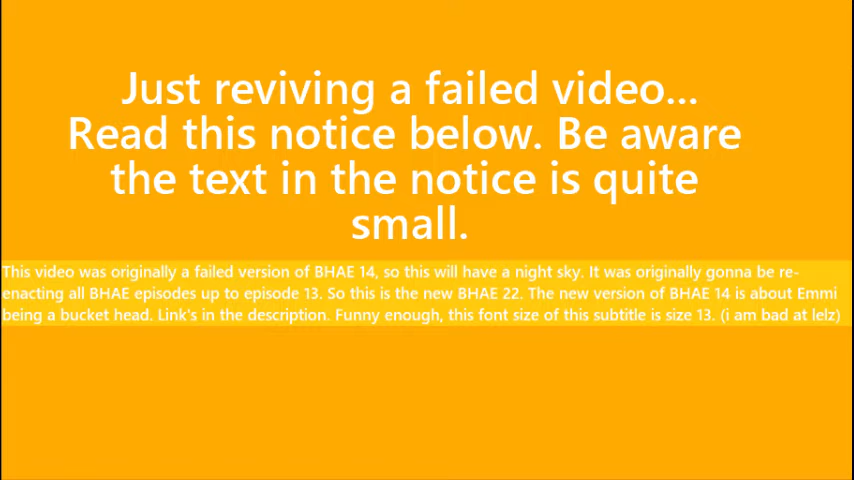 Just reviving a failed video...
Read this notice below. Be aware
the text in the notice is quite
small.
This video was originally a failed version of BHAE 14, so this will have a night sky. It was originally gonna be re-
enacting all BHAE episodes up to episode 13. So this is the new BHAE 22. The new version of BHAE 14 is about Emmi
being a bucket head. Link's in the description. Funny enough, this font size of this subtitle is size 13. (i am bad at lelz)